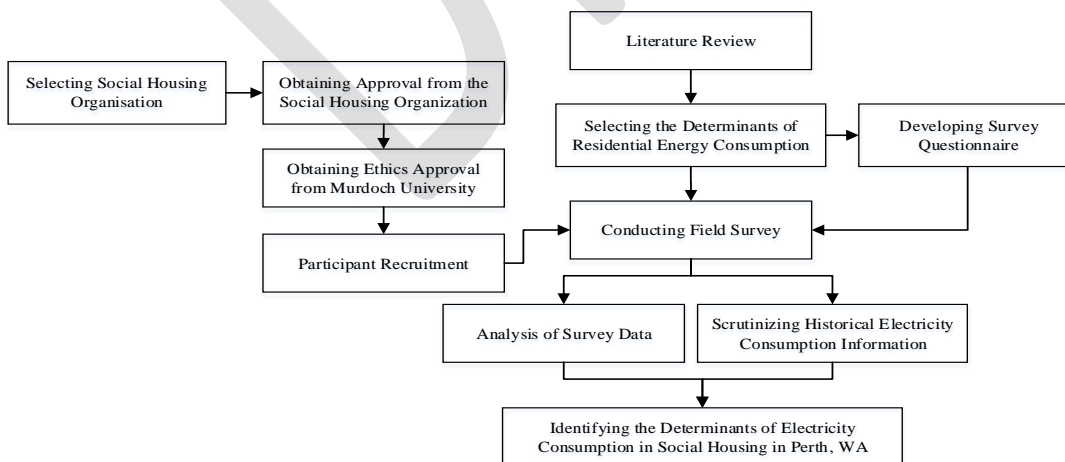 Literature Review
Selecting Social Housing
Organisation
Obtaining Approval from the
Social Housing Organization
Selecting the Determinants of
Residential Energy Consumption
Developing Survey
Questionnaire
Obtaining Ethics Approval
from Murdoch University
Conducting Field Survey
Participant Recruitment
Analysis of Survey Data
Scrutinizing Historical Electricity
Consumption Information
Identifying the Determinants of Electricity
Consumption in Social Housing in Perth, WA